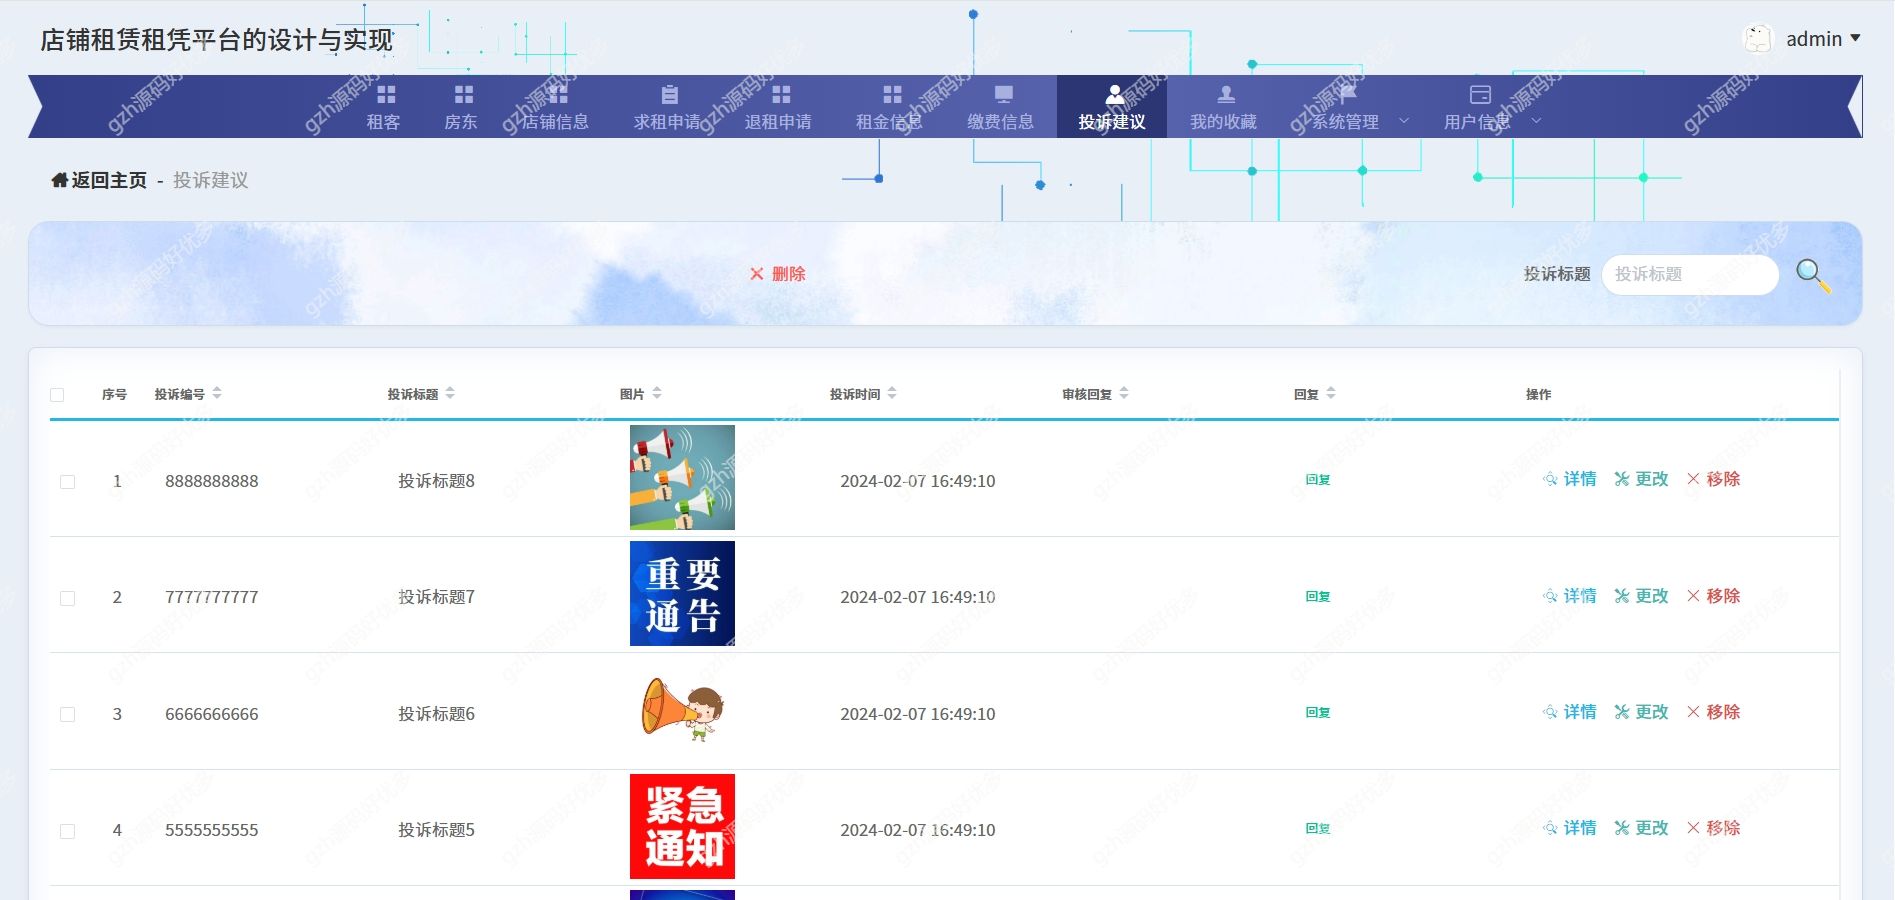 店铺租赁租凭平台的设计与实现
admin
租客 房东 店铺信息 求租申请 退租申请 租金信息 缴费信息 投诉建议 我的收藏 系统管理 用户信息
返回主页 - 投诉建议
删除 投诉标题 投诉标题
序号 投诉编号 投诉标题 图片 投诉时间 审核回复 回复 操作
1 8888888888 投诉标题8 2024-02-07 16:49:10 回复 详情 更改 移除
重要
通告
2 7777777777 投诉标题7 2024-02-07 16:49:10 回复 详情 更改 移除
3 6666666666 投诉标题6 2024-02-07 16:49:10 回复 详情 更改 移除
紧急
通知
4 5555555555 投诉标题5 2024-02-07 16:49:10 回复 详情 更改 移除
gzh源码好优多